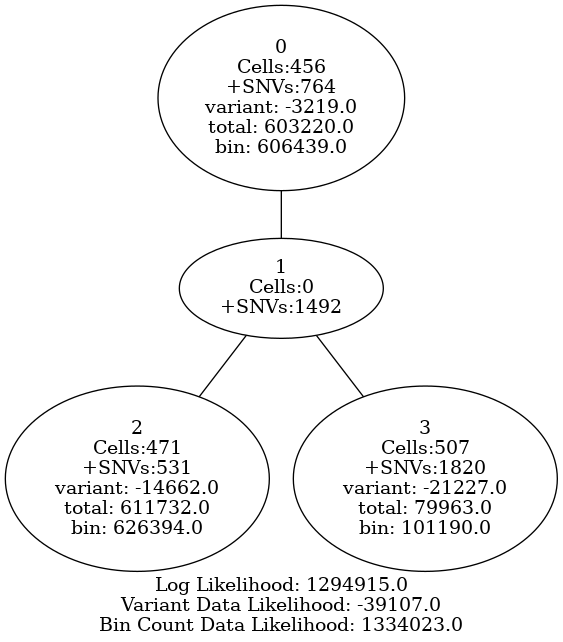 0
Cells:456
+SNVs:764
variant: -3219.0
total: 603220.0
bin: 606439.0
1
Cells:0
+SNVs:1492
2
Cells:471
+SNVs:531
variant: -14662.0
total: 611732.0
bin: 626394.0
3
Cells:507
+SNVs:1820
variant: -21227.0
total: 79963.0
bin: 101190.0
Log Likelihood: 1294915.0
Variant Data Likelihood: -39107.0
Bin Count Data Likelihood: 1334023.0